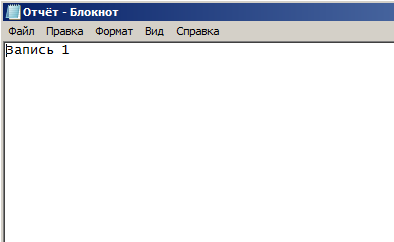 Отчёт - Блокнот
Файл Правка Формат Вид Справка
Запись 1